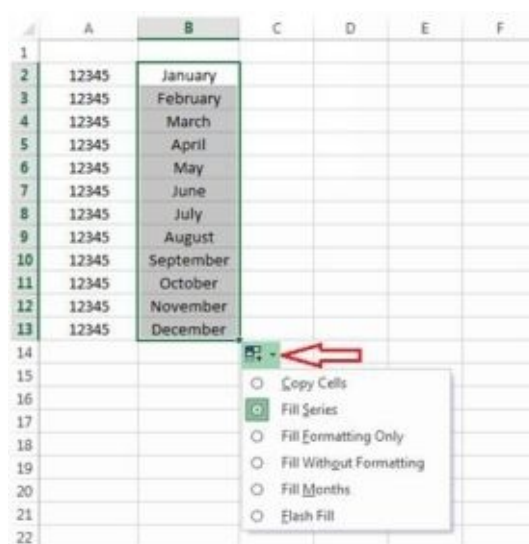 A B C D E F
1
2 12345 January
3 12345 February
4 12345 March
5 12345 April
6 12345 May
7 12345 June
8 12345 July
9 12345 August
10 12345 September
11 12345 October
12 12345 November
13 12345 December
14
15
Copy Cells
16
Fill Series
17
Fill Formatting Only
18
19
Fill Without Formatting
20
Fill Months
21
Flash Fill
22